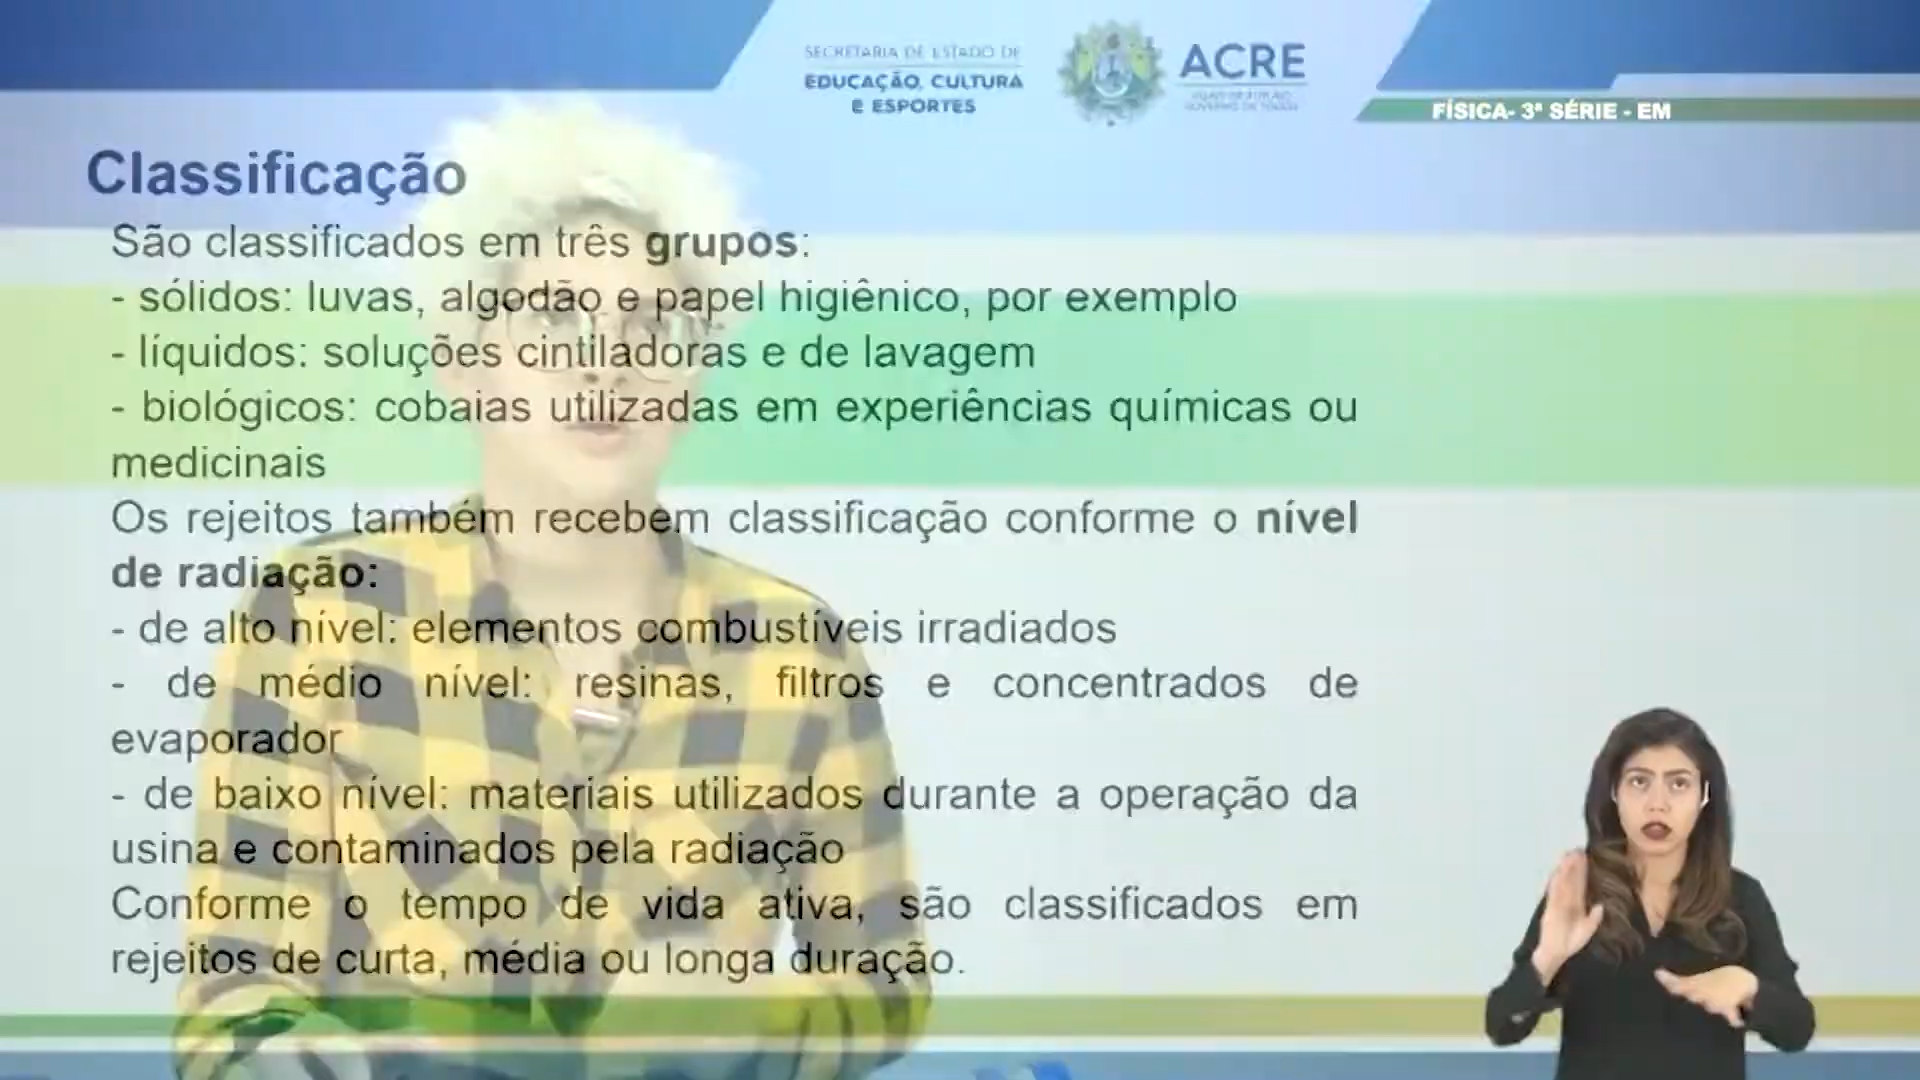 SECRETARIA DE ESTADO DE
EDUCAÇÃO, CULTURA
E ESPORTES
ACRE
FÍSICA- 3ª SÉRIE - EM
Classificação
São classificados em três grupos:
- sólidos: luvas, algodão e papel higiênico, por exemplo
- líquidos: soluções cintiladoras e de lavagem
- biológicos: cobaias utilizadas em experiências químicas ou
medicinais
Os rejeitos também recebem classificação conforme o nível
de radiação:
- de alto nível: elementos combustíveis irradiados
- de médio nível: resinas, filtros e concentrados de
evaporador
- de baixo nível: materiais utilizados durante a operação da
usina e contaminados pela radiação
Conforme o tempo de vida ativa, são classificados em
rejeitos de curta, média ou longa duração.